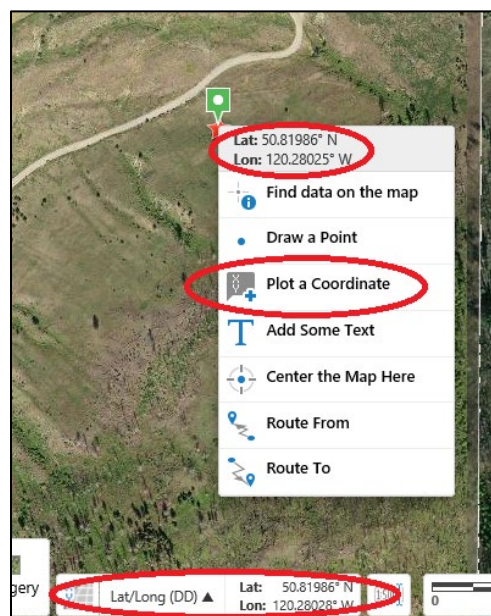 Lat: 50.81986° N
Lon: 120.28025° W
Find data on the map
Draw a Point
Plot a Coordinate
Add Some Text
Center the Map Here
Route From
Route To
gery
Lat/Long (DD) ▲
Lat: 50.81986° N
Lon: 120.28028° W
0